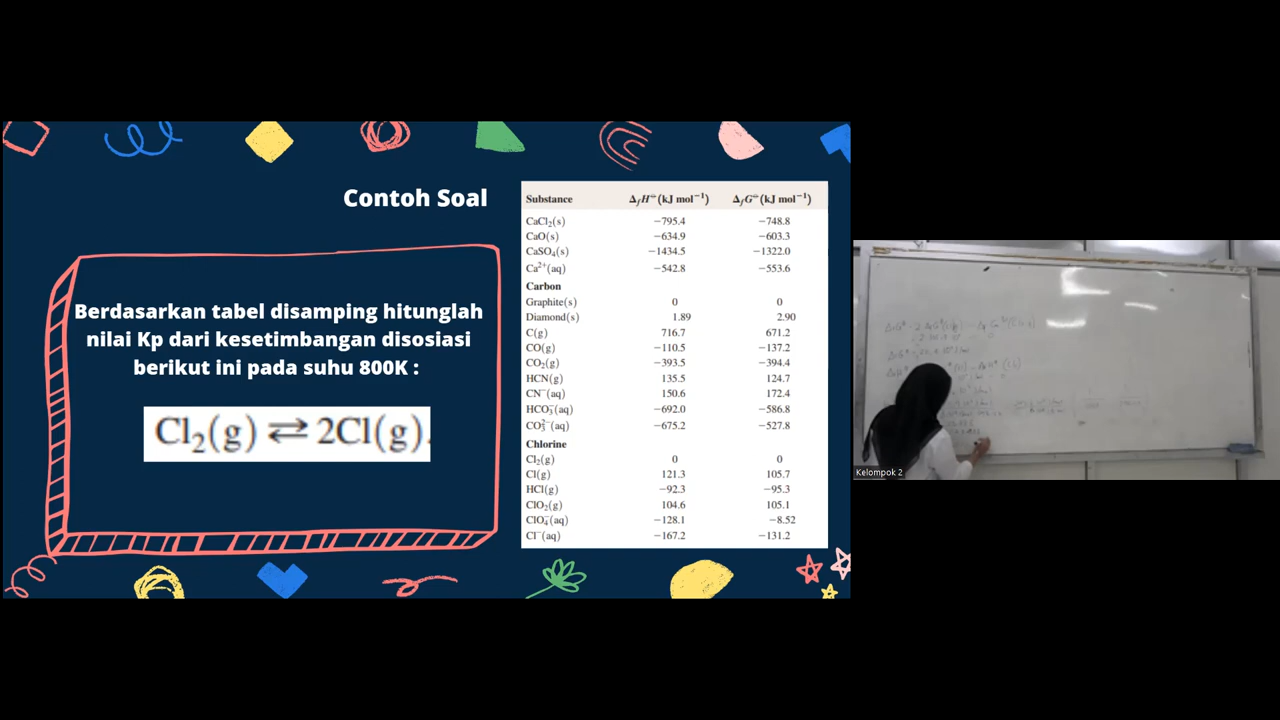 Contoh Soal
Berdasarkan tabel disamping hitunglah
nilai Kp dari kesetimbangan disosiasi
berikut ini pada suhu 800K :
Cl₂(g) ⇄ 2Cl(g).
Substance ΔfH⦵(kJ mol⁻¹) ΔfG⦵(kJ mol⁻¹)
CaCl₂(s) −795.4 −748.8
CaO(s) −634.9 −603.3
CaSO₄(s) −1434.5 −1322.0
Ca²⁺(aq) −542.8 −553.6
Carbon
Graphite(s) 0 0
Diamond(s) 1.89 2.90
C(g) 716.7 671.2
CO(g) −110.5 −137.2
CO₂(g) −393.5 −394.4
HCN(g) 135.5 124.7
CN⁻(aq) 150.6 172.4
HCO₃⁻(aq) −692.0 −586.8
CO₃²⁻(aq) −675.2 −527.8
Chlorine
Cl₂(g) 0 0
Cl(g) 121.3 105.7
HCl(g) −92.3 −95.3
ClO₂(g) 104.6 105.1
ClO₄⁻(aq) −128.1 −8.52
Cl⁻(aq) −167.2 −131.2
Kelompok 2